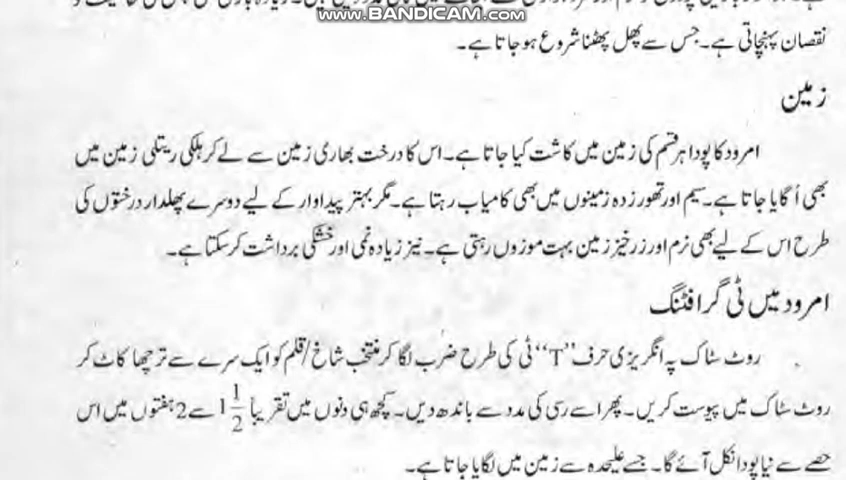 www.BANDICAM.com
نقصان پہنچاتی ہے۔ جس سے پھل پھٹنا شروع ہو جاتا ہے۔
زمین
امرود کا پودا ہر قسم کی زمین میں کاشت کیا جاتا ہے۔ اس کا درخت بھاری زمین سے لے کر ہلکی ریتلی زمین میں
بھی اُگایا جاتا ہے۔ سیم اور تھور زدہ زمینوں میں بھی کامیاب رہتا ہے۔ مگر بہتر پیداوار کے لیے دوسرے پھلدار درختوں کی
طرح اس کے لیے بھی نرم اور زرخیز زمین بہت موزوں رہتی ہے۔ نیز زیادہ نمی اور خشکی برداشت کر سکتا ہے۔
امرود میں ٹی گرافٹنگ
روٹ سٹاک پہ انگریزی حرف "T" ٹی کی طرح ضرب لگا کر منتخب شاخ/قلم کو ایک سرے سے ترچھا کاٹ کر
روٹ سٹاک میں پیوست کریں۔ پھر اسے رسی کی مدد سے باندھ دیں۔ کچھ ہی دنوں میں تقریباً 1 1/2 سے 2 ہفتوں میں اس
حصے سے نیا پودا نکل آئے گا۔ جسے علیحدہ سے زمین میں لگایا جاتا ہے۔